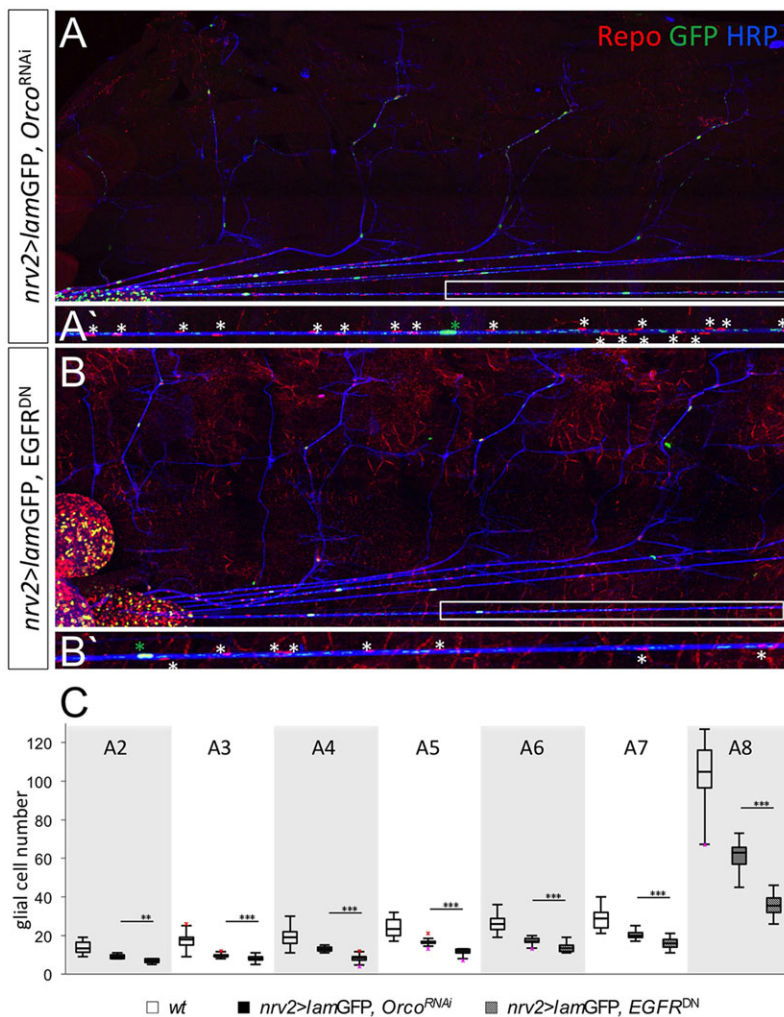 A
Repo GFP HRP
nrv2>lamGFP, Orco^RNAi
A`
* * * * * * * * * * * * * * * *
* * * * *
B
nrv2>lamGFP, EGFR^DN
B`
* * * * * * *
* *
C
A2 A3 A4 A5 A6 A7 A8
glial cell number
120
100
80
60
40
20
0
** *** *** *** *** *** ***
wt nrv2>lamGFP, Orco^RNAi nrv2>lamGFP, EGFR^DN